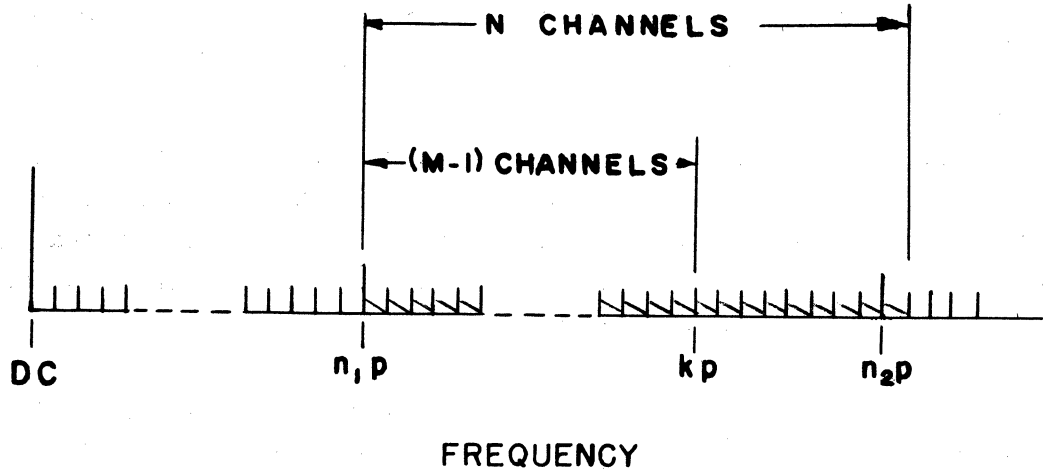 N CHANNELS
(M-1) CHANNELS
DC n₁p kp n₂p
FREQUENCY